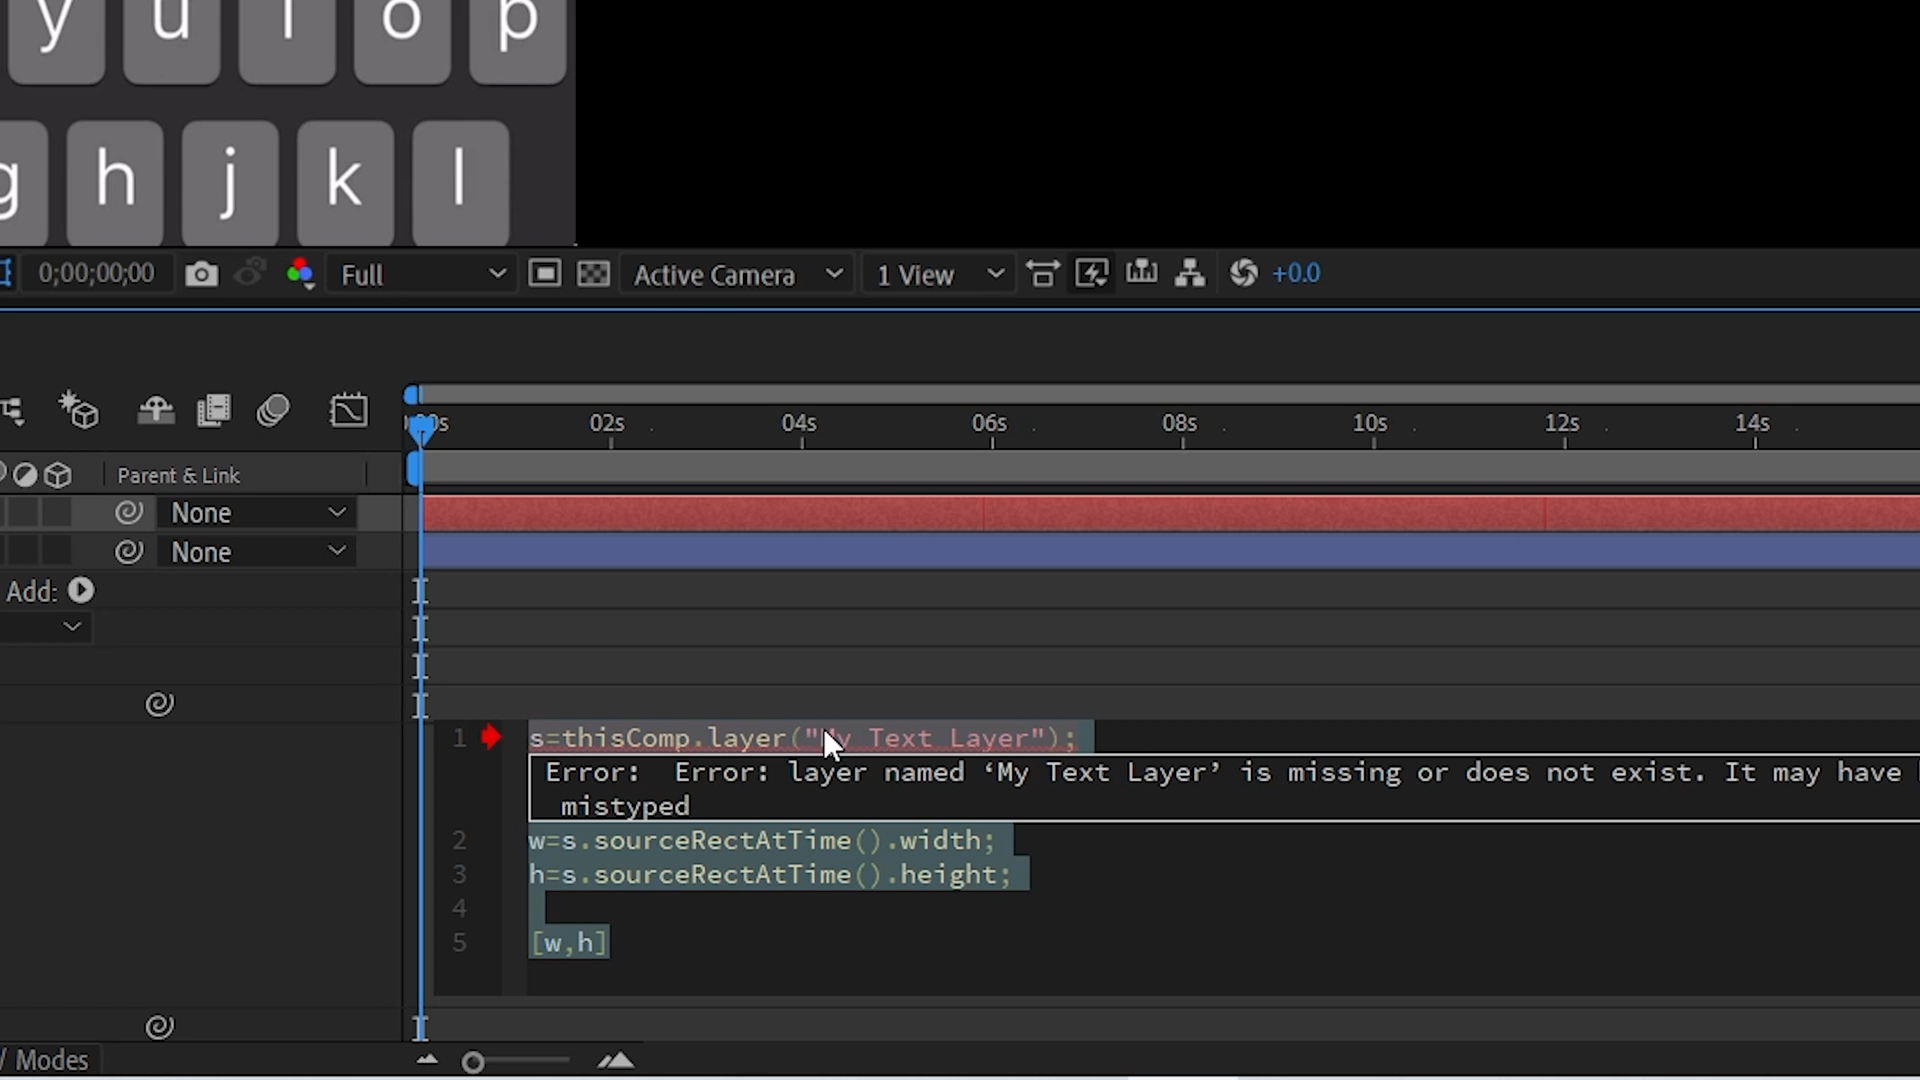 y u i o p
g h j k l
0;00;00;00 Full Active Camera 1 View +0.0
02s 04s 06s 08s 10s 12s 14s
Parent & Link
None
None
Add:
1 s=thisComp.layer("My Text Layer");
Error: Error: layer named ‘My Text Layer’ is missing or does not exist. It may have
mistyped
2 w=s.sourceRectAtTime().width;
3 h=s.sourceRectAtTime().height;
4
5 [w,h]
/ Modes